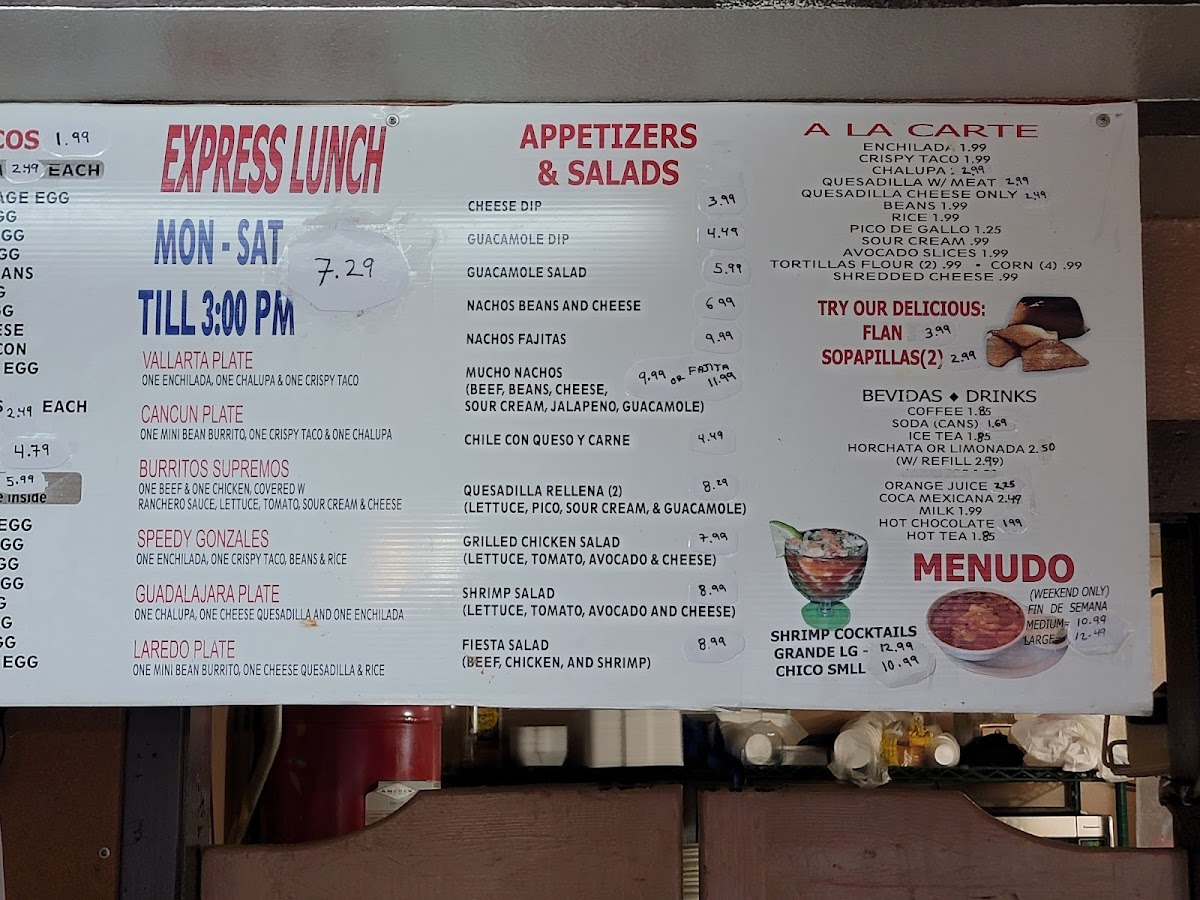 COS 1.99
2.49 EACH
AGE EGG
GG
EGG
GG
EANS
G
GG
ESE
CON
EGG
S 2.49 EACH
4.79
5.99
e inside
EGG
GG
GG
GG
G
GG
GG
EGG
EXPRESS LUNCH
MON - SAT 7.29
TILL 3:00 PM
VALLARTA PLATE
ONE ENCHILADA, ONE CHALUPA & ONE CRISPY TACO
CANCUN PLATE
ONE MINI BEAN BURRITO, ONE CRISPY TACO & ONE CHALUPA
BURRITOS SUPREMOS
ONE BEEF & ONE CHICKEN, COVERED W
RANCHERO SAUCE, LETTUCE, TOMATO, SOUR CREAM & CHEESE
SPEEDY GONZALES
ONE ENCHILADA, ONE CRISPY TACO, BEANS & RICE
GUADALAJARA PLATE
ONE CHALUPA, ONE CHEESE QUESADILLA AND ONE ENCHILADA
LAREDO PLATE
ONE MINI BEAN BURRITO, ONE CHEESE QUESADILLA & RICE
APPETIZERS
& SALADS
CHEESE DIP 3.99
GUACAMOLE DIP 4.49
GUACAMOLE SALAD 5.99
NACHOS BEANS AND CHEESE 6.99
NACHOS FAJITAS 9.99
MUCHO NACHOS 9.99 OR FAJITA 11.99
(BEEF, BEANS, CHEESE,
SOUR CREAM, JALAPENO, GUACAMOLE)
CHILE CON QUESO Y CARNE 4.49
QUESADILLA RELLENA (2) 8.29
(LETTUCE, PICO, SOUR CREAM, & GUACAMOLE)
GRILLED CHICKEN SALAD 7.99
(LETTUCE, TOMATO, AVOCADO & CHEESE)
SHRIMP SALAD 8.99
(LETTUCE, TOMATO, AVOCADO AND CHEESE)
FIESTA SALAD 8.99
(BEEF, CHICKEN, AND SHRIMP)
A LA CARTE
ENCHILADA 1.99
CRISPY TACO 1.99
CHALUPA : 2.99
QUESADILLA W/ MEAT 2.99
QUESADILLA CHEESE ONLY 2.49
BEANS 1.99
RICE 1.99
PICO DE GALLO 1.25
SOUR CREAM .99
AVOCADO SLICES 1.99
TORTILLAS FLOUR (2) .99 • CORN (4) .99
SHREDDED CHEESE .99
TRY OUR DELICIOUS:
FLAN 3.99
SOPAPILLAS(2) 2.99
BEVIDAS ♦ DRINKS
COFFEE 1.85
SODA (CANS) 1.69
ICE TEA 1.85
HORCHATA OR LIMONADA 2.50
(W/ REFILL 2.99)
ORANGE JUICE 2.25
COCA MEXICANA 2.49
MILK 1.99
HOT CHOCOLATE 1.99
HOT TEA 1.85
MENUDO
(WEEKEND ONLY)
FIN DE SEMANA
MEDIUM= 10.99
LARGE= 12.49
SHRIMP COCKTAILS
GRANDE LG - 12.99
CHICO SMLL 10.99
Panasonic